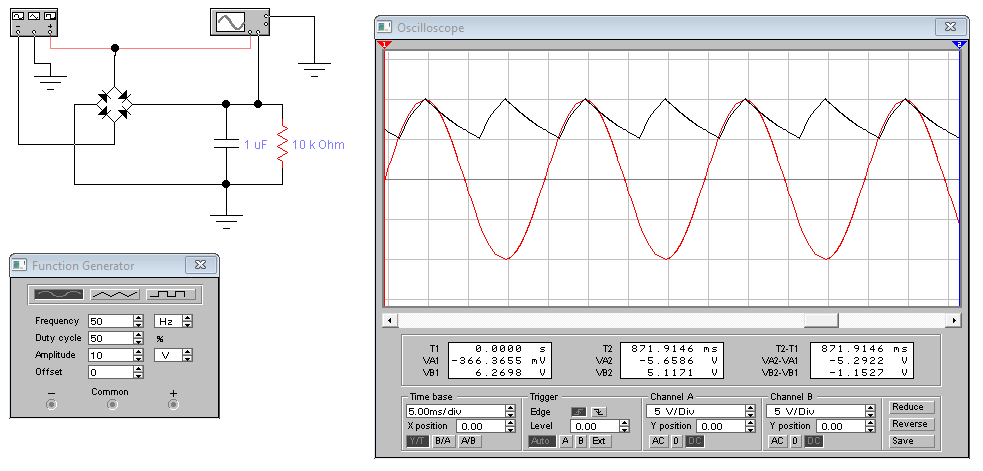 − − +
1 uF
10 k Ohm
Function Generator
Frequency 50 Hz
Duty cycle 50 %
Amplitude 10 V
Offset 0
− Common +
Oscilloscope
1 2
T1 0.0000 s
VA1 -366.3655 mV
VB1 6.2698 V
T2 871.9146 ms
VA2 -5.6586 V
VB2 5.1171 V
T2-T1 871.9146 ms
VA2-VA1 -5.2922 V
VB2-VB1 -1.1527 V
Time base
5.00ms/div
X position 0.00
Y/T B/A A/B
Trigger
Edge
Level 0.00
Auto A B Ext
Channel A
5 V/Div
Y position 0.00
AC 0 DC
Channel B
5 V/Div
Y position 0.00
AC 0 DC
Reduce
Reverse
Save